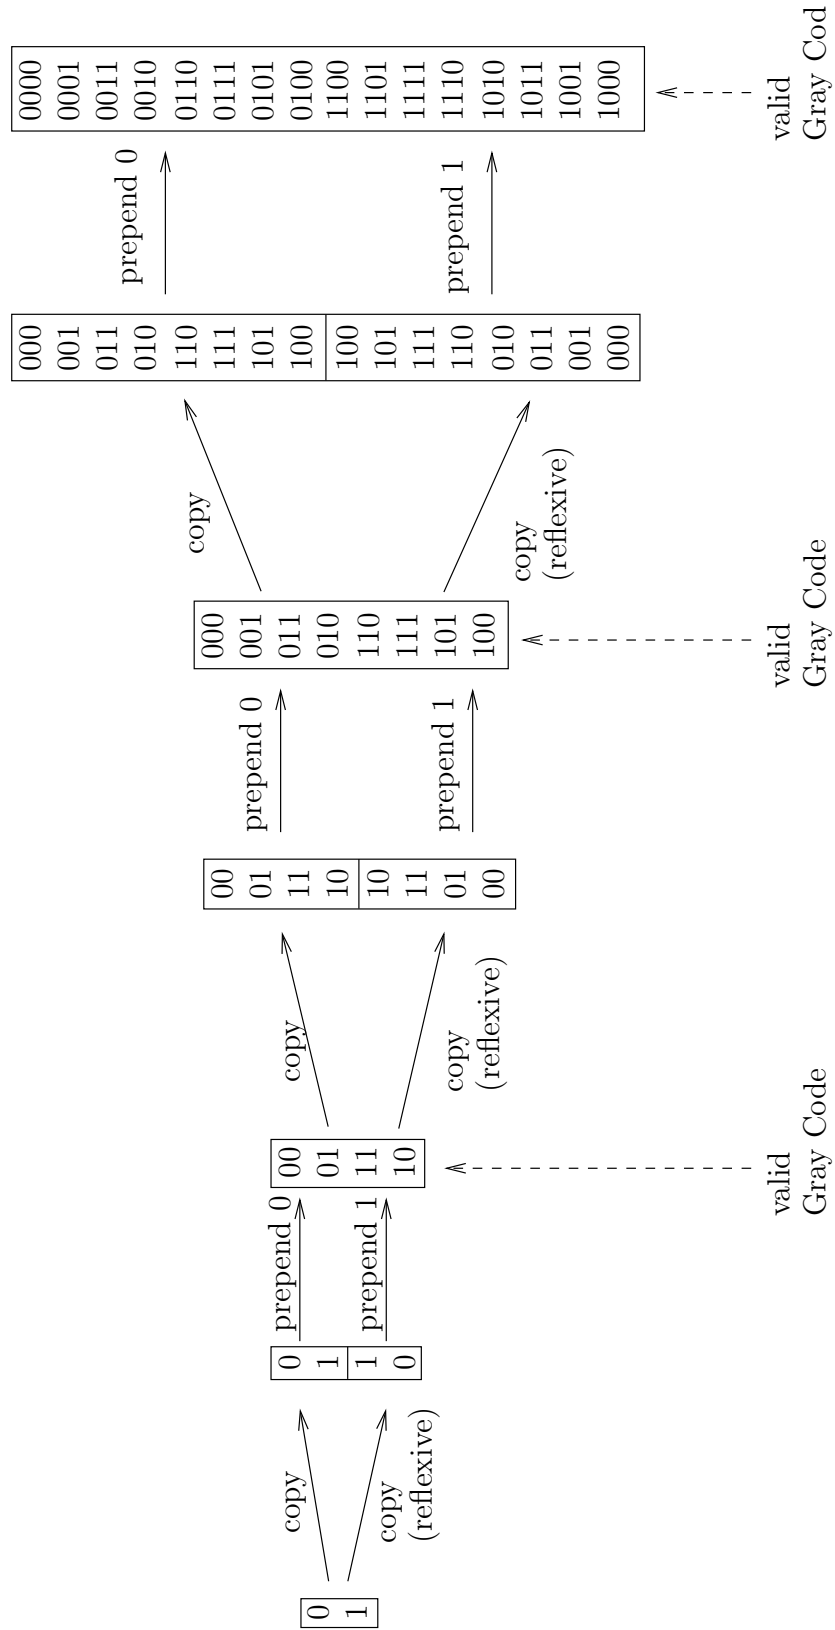 0
1
copy
copy
(reflexive)
0
1
1
0
prepend 0
prepend 1
00
01
11
10
valid
Gray Code
copy
copy
(reflexive)
00
01
11
10
10
11
01
00
prepend 0
prepend 1
000
001
011
010
110
111
101
100
valid
Gray Code
copy
copy
(reflexive)
000
001
011
010
110
111
101
100
100
101
111
110
010
011
001
000
prepend 0
prepend 1
0000
0001
0011
0010
0110
0111
0101
0100
1100
1101
1111
1110
1010
1011
1001
1000
valid
Gray Cod